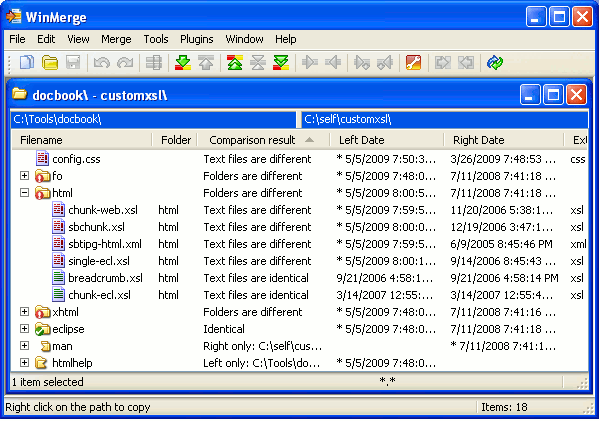 WinMerge
File Edit View Merge Tools Plugins Window Help
docbook\ - customxsl\
C:\Tools\docbook\ C:\self\customxsl\
Filename Folder Comparison result Left Date Right Date Ext
config.css Text files are different * 5/5/2009 7:50:3... 3/26/2009 7:48:53 ... css
fo Folders are different * 5/5/2009 7:48:0... 7/11/2008 7:41:18 ...
html Folders are different * 5/5/2009 8:00:5... 7/11/2008 7:41:18 ...
chunk-web.xsl html Text files are different * 5/5/2009 7:59:5... 11/20/2006 5:38:1... xsl
sbchunk.xsl html Text files are different * 5/5/2009 8:00:0... 12/19/2006 3:47:1... xsl
sbtipg-html.xml html Text files are different * 5/5/2009 7:59:5... 6/9/2005 8:45:46 PM xml
single-ecl.xsl html Text files are different * 5/5/2009 8:00:1... 9/14/2006 8:45:43 ... xsl
breadcrumb.xsl html Text files are identical 9/21/2006 4:58:1... 9/21/2006 4:58:14 PM xsl
chunk-ecl.xsl html Text files are identical 3/14/2007 12:55:... 3/14/2007 12:55:4... xsl
xhtml Folders are different * 5/5/2009 7:48:0... 7/11/2008 7:41:16 ...
eclipse Identical * 5/5/2009 7:48:0... 7/11/2008 7:41:18 ...
man Right only: C:\self\cus... * 7/11/2008 7:41:1...
htmlhelp Left only: C:\Tools\do... * 5/5/2009 7:48:0...
1 item selected *.*
Right click on the path to copy Items: 18